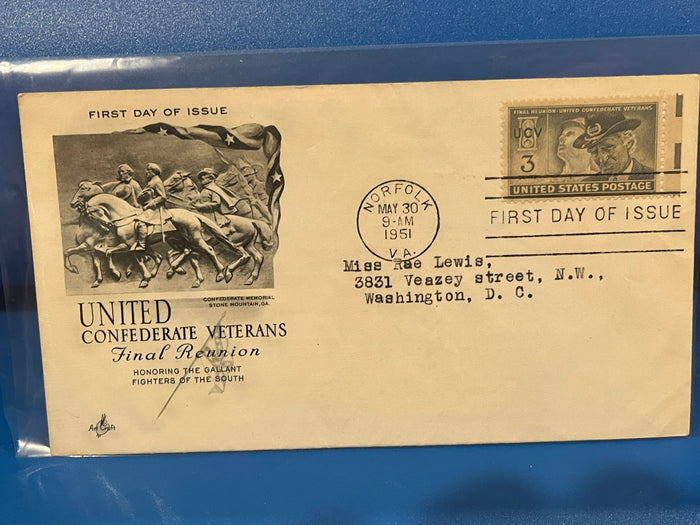 FIRST DAY OF ISSUE
CONFEDERATE MEMORIAL
STONE MOUNTAIN, GA.
UNITED
CONFEDERATE VETERANS
Final Reunion
HONORING THE GALLANT
FIGHTERS OF THE SOUTH
Art Craft
NORFOLK
MAY 30
9-AM
1951
VA.
FINAL REUNION·UNITED CONFEDERATE VETERANS
UCV
3
UNITED STATES POSTAGE
FIRST DAY OF ISSUE
Miss Rae Lewis,
3831 Veazey street, N.W.,
Washington, D. C.